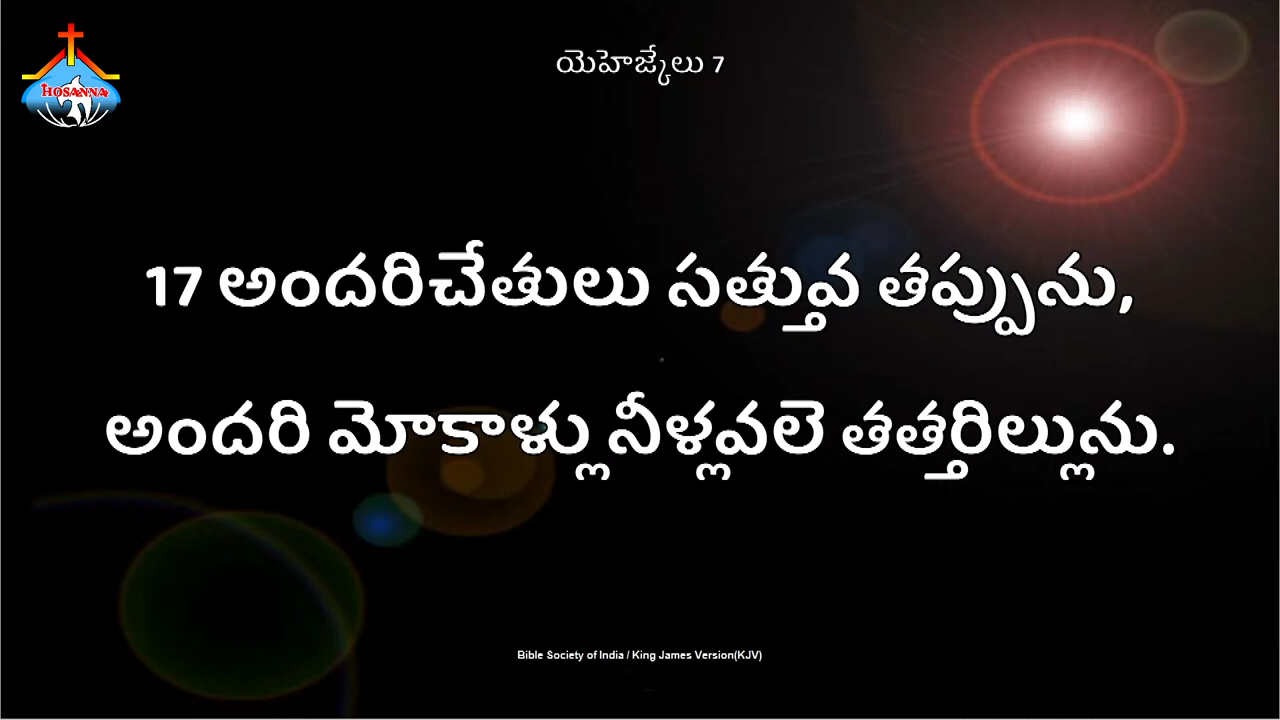 HOSANNA
యెహెజ్కేలు 7
17 అందరిచేతులు సత్తువ తప్పును,
అందరి మోకాళ్లునీళ్లవలె తత్తరిల్లును.
Bible Society of India / King James Version(KJV)